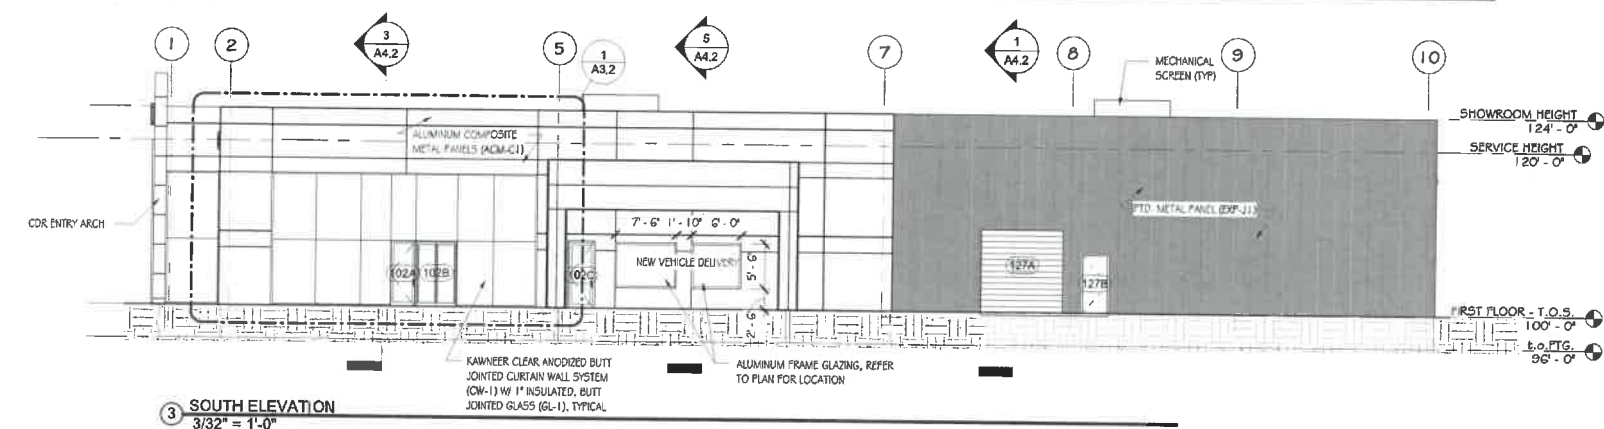 1
2
3
A4.2
5
1
A3.2
5
A4.2
7
1
A4.2
8
9
10
MECHANICAL
SCREEN (TYP)
SHOWROOM HEIGHT
124' - 0"
SERVICE HEIGHT
120' - 0"
ALUMINUM COMPOSITE
METAL PANELS (ACM-C1)
CDR ENTRY ARCH
PTD. METAL PANEL (EXP-J1)
7' - 6" 1' - 10" 6' - 0"
NEW VEHICLE DELIVERY
5' - 6"
2' - 6"
102A
102B
102C
127A
127B
FIRST FLOOR - T.O.S.
100' - 0"
t.o.FTG.
96' - 0"
KAWNEER CLEAR ANODIZED BUTT
JOINTED CURTAIN WALL SYSTEM
(CW-1) W/ 1" INSULATED, BUTT
JOINTED GLASS (GL-1), TYPICAL
ALUMINUM FRAME GLAZING, REFER
TO PLAN FOR LOCATION
3
SOUTH ELEVATION
3/32" = 1'-0"